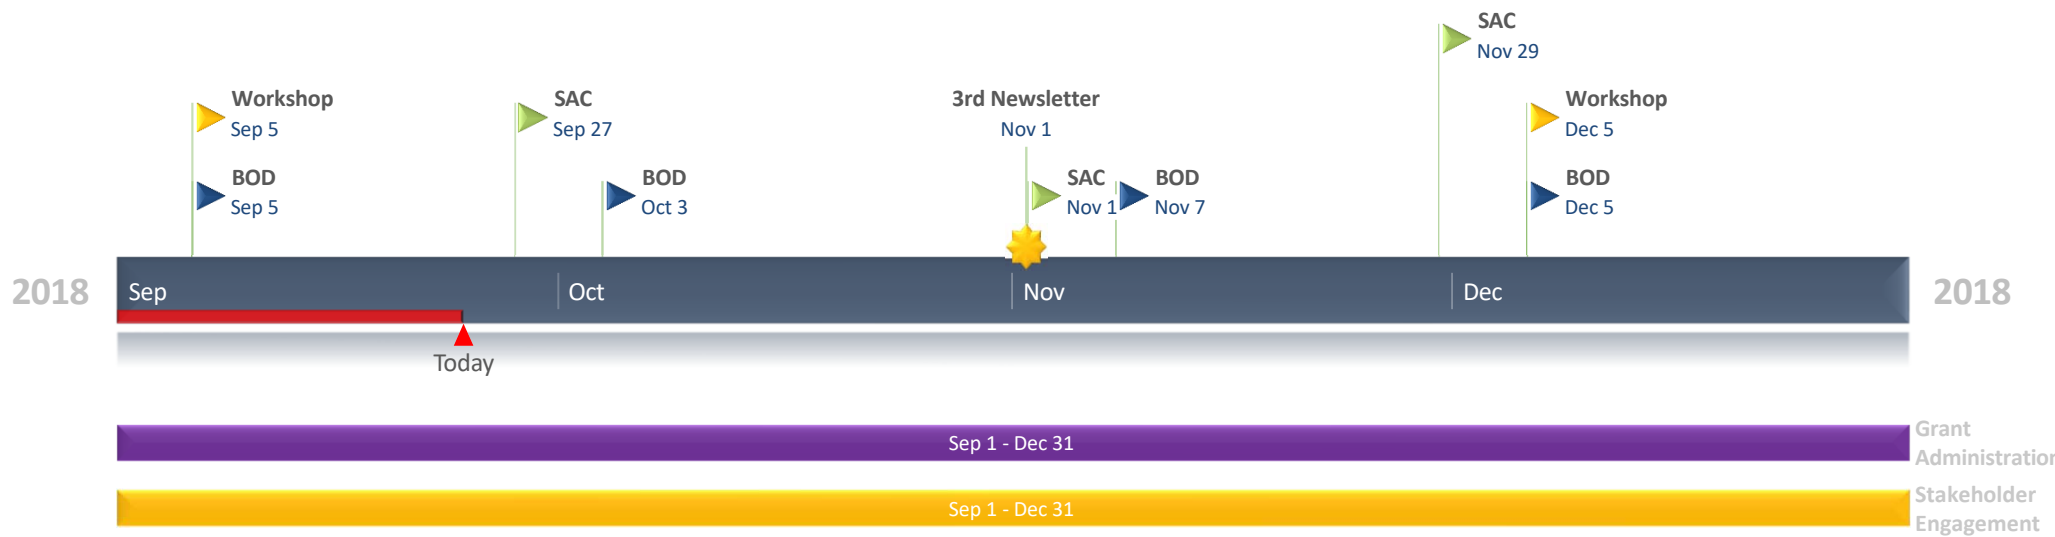 SAC
Nov 29
Workshop
Sep 5
SAC
Sep 27
3rd Newsletter
Nov 1
Workshop
Dec 5
BOD
Sep 5
BOD
Oct 3
SAC
Nov 1
BOD
Nov 7
BOD
Dec 5
2018
Sep
Oct
Nov
Dec
2018
Today
Sep 1 - Dec 31
Grant
Administration
Sep 1 - Dec 31
Stakeholder
Engagement